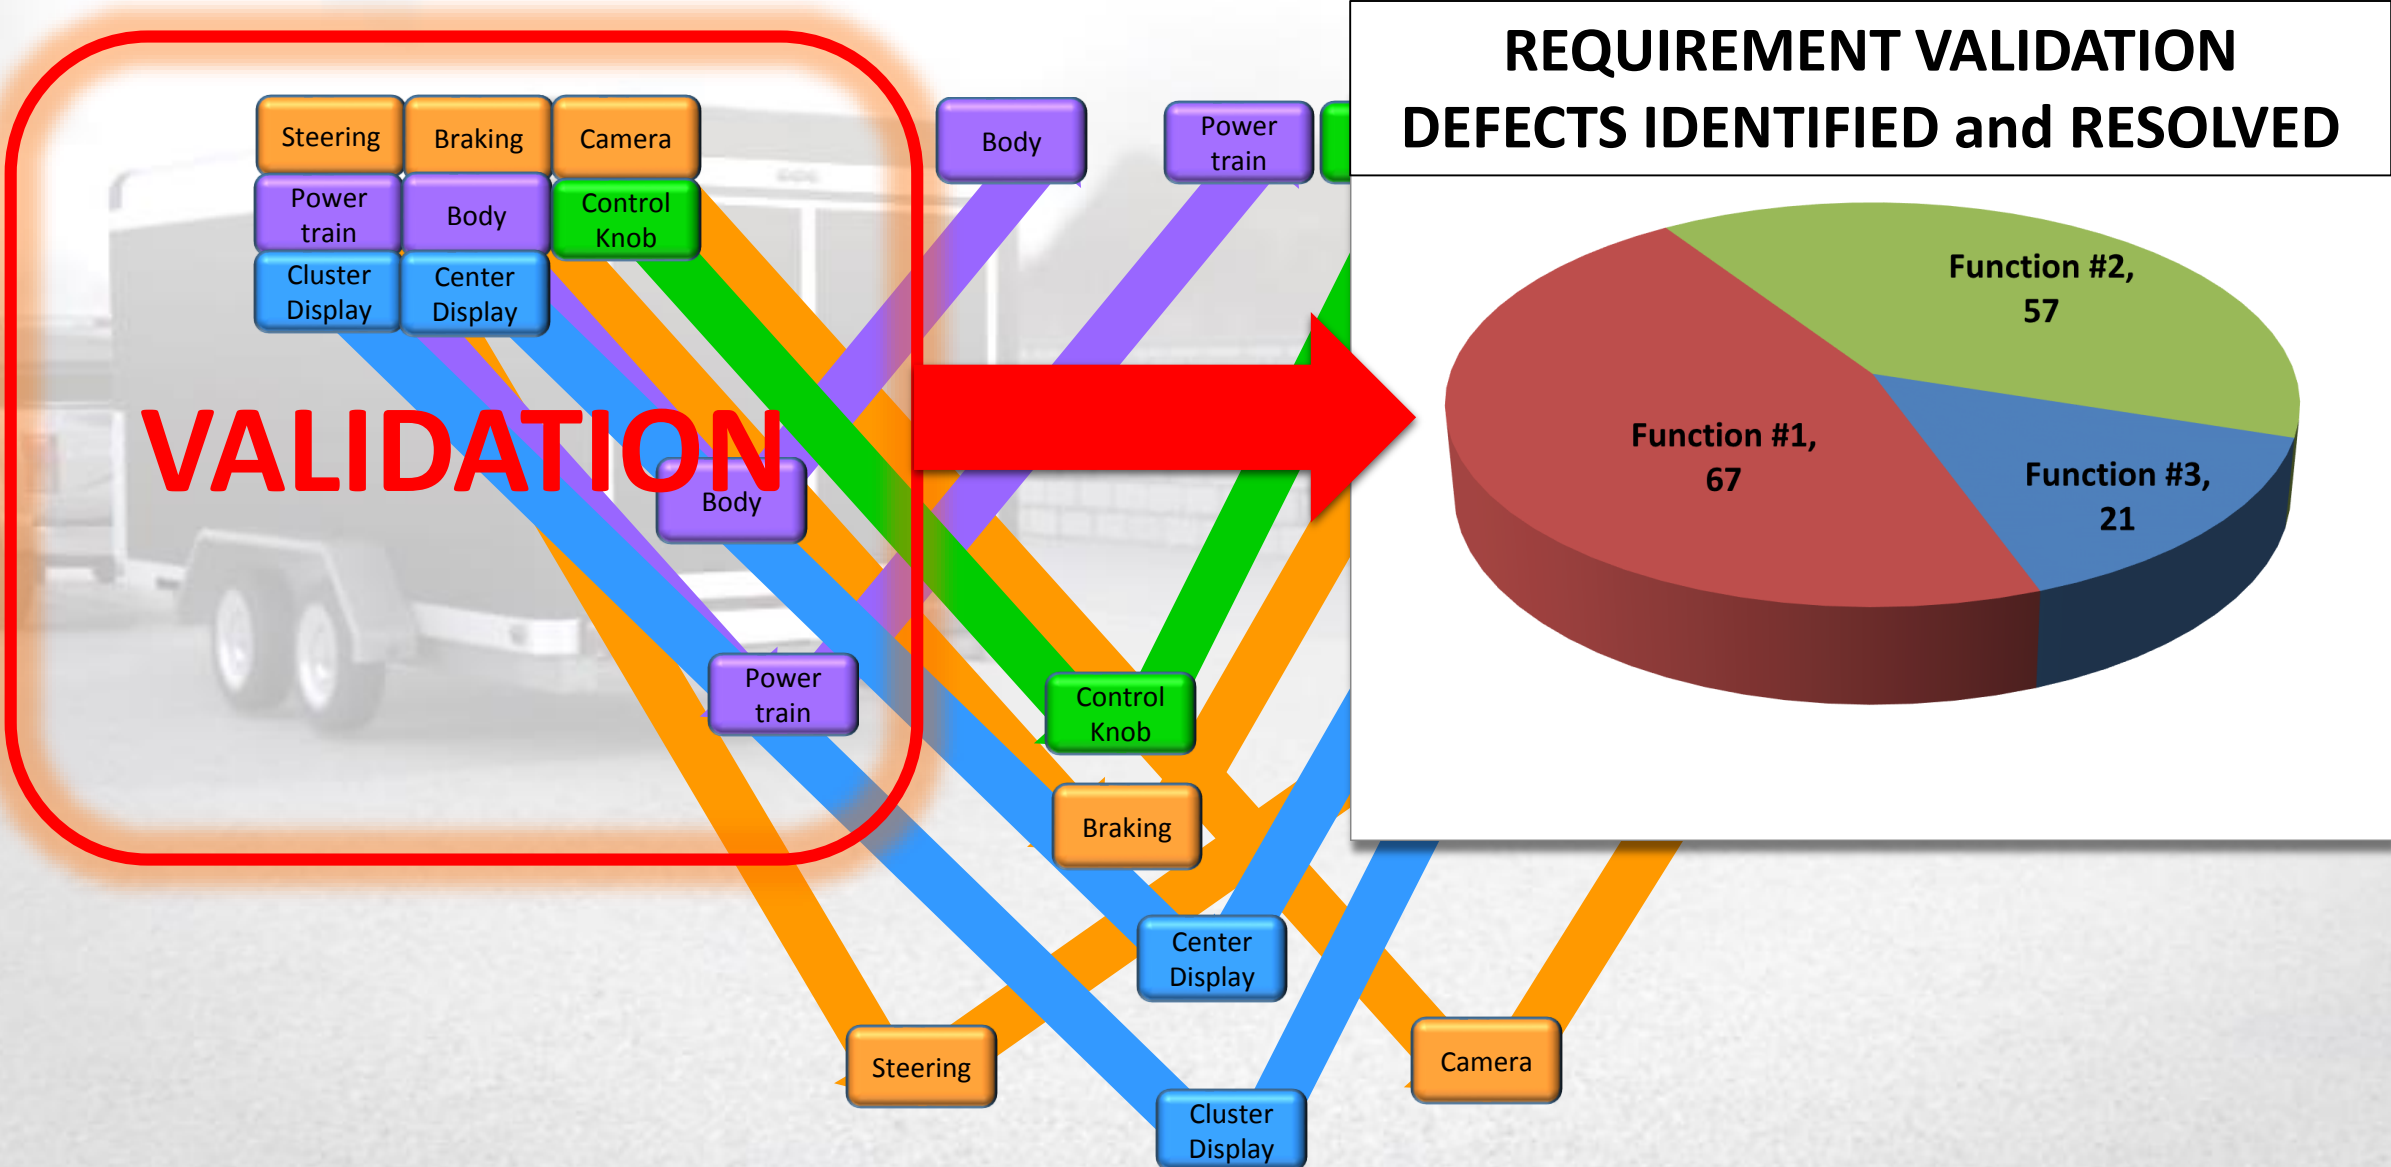 REQUIREMENT VALIDATION
DEFECTS IDENTIFIED and RESOLVED
Steering
Braking
Camera
Power
train
Body
Control
Knob
Cluster
Display
Center
Display
Body
Power
train
Function #2,
57
Function #1,
67
Function #3,
21
VALIDATION
Body
Power
train
Control
Knob
Braking
Center
Display
Steering
Camera
Cluster
Display